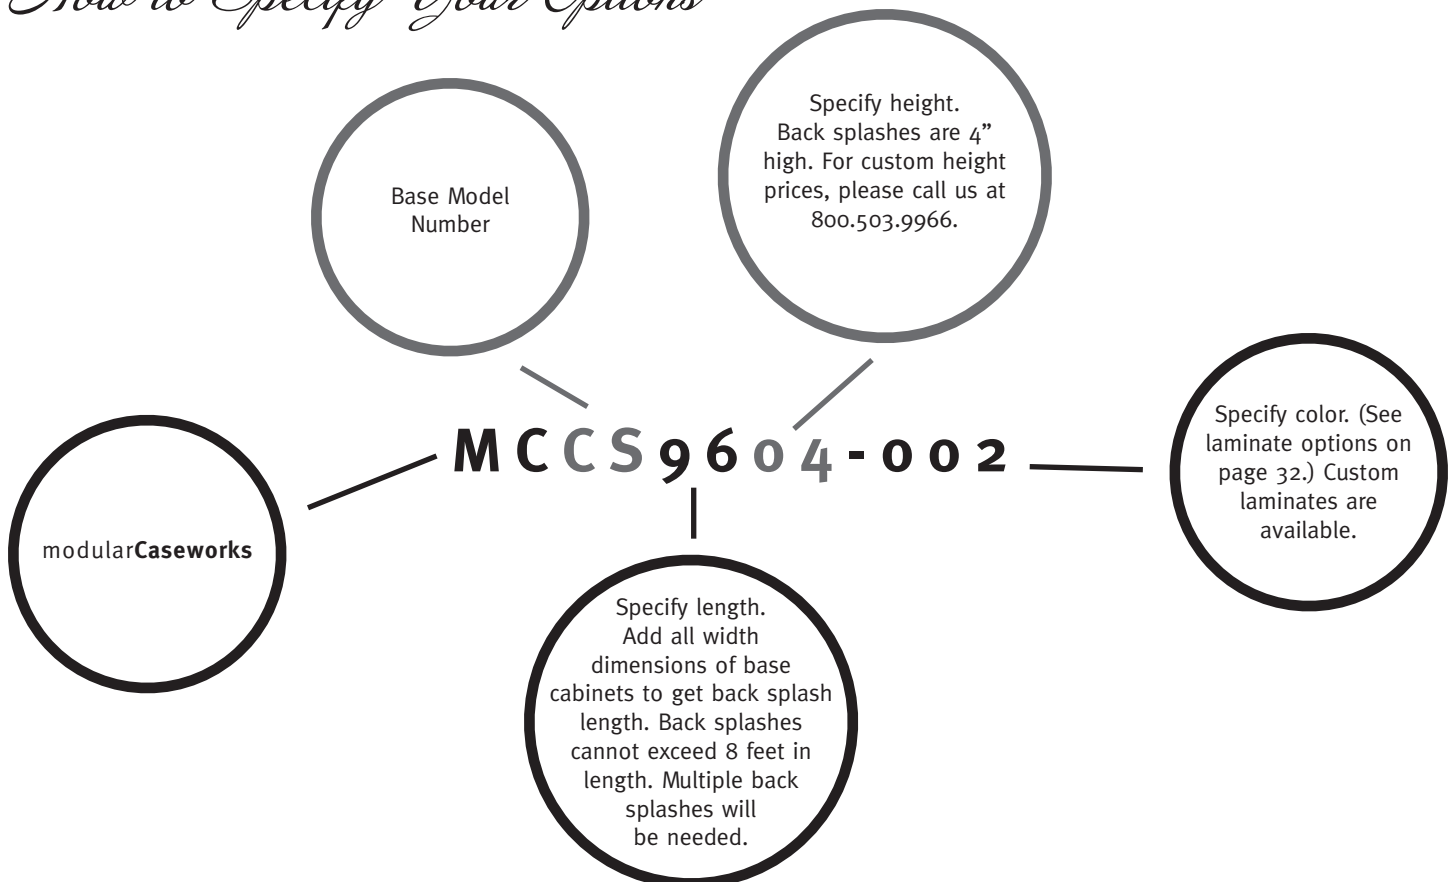 How to Specify Your Options
Base Model
Number
Specify height.
Back splashes are 4”
high. For custom height
prices, please call us at
800.503.9966.
MCCS9604-002
modularCaseworks
Specify color. (See
laminate options on
page 32.) Custom
laminates are
available.
Specify length.
Add all width
dimensions of base
cabinets to get back splash
length. Back splashes
cannot exceed 8 feet in
length. Multiple back
splashes will
be needed.